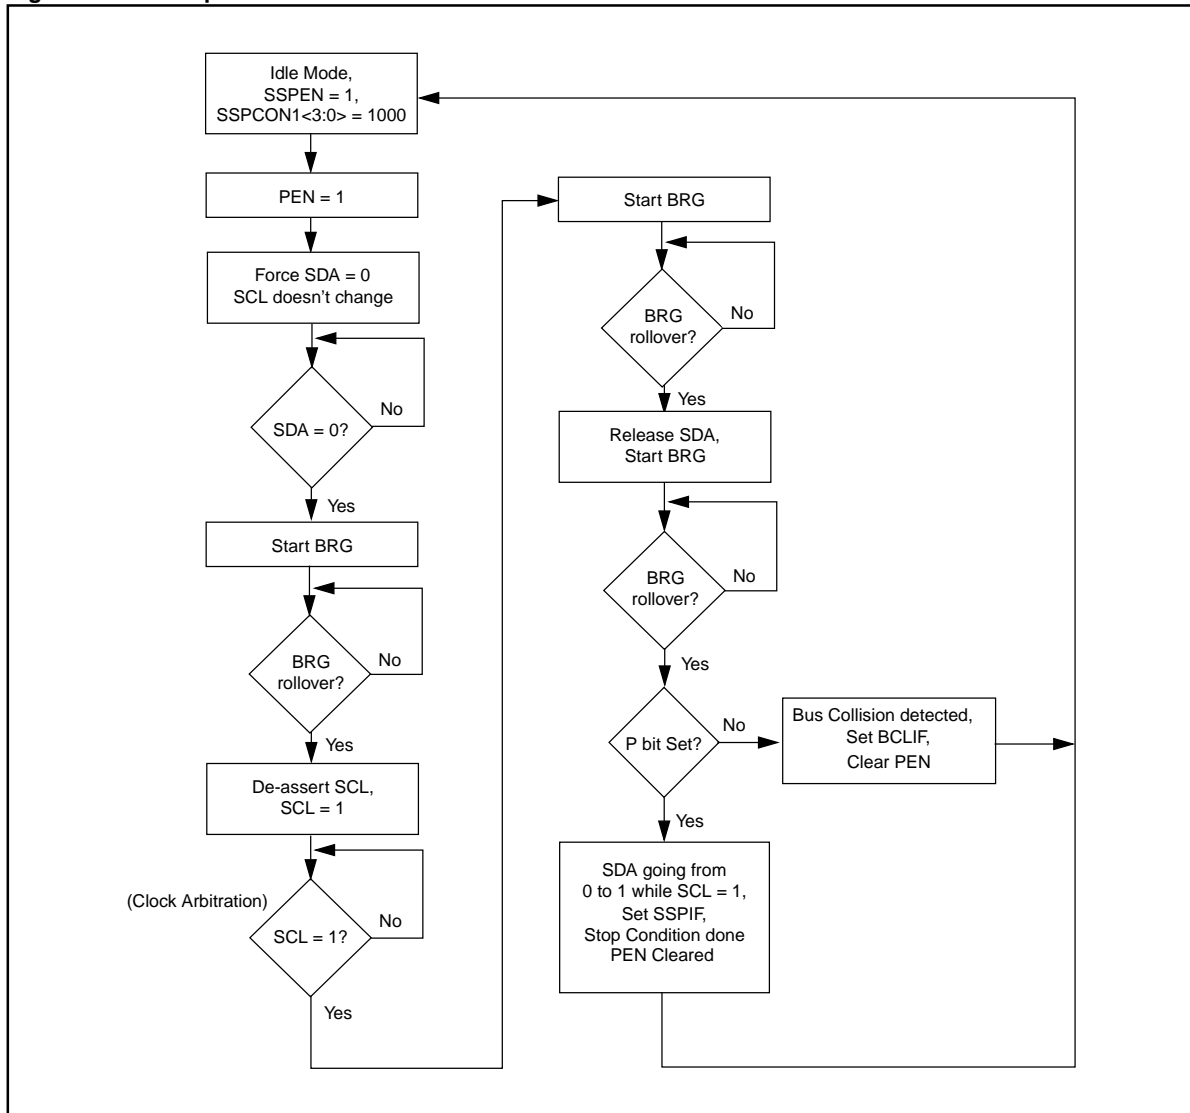 Idle Mode,
SSPEN = 1,
SSPCON1<3:0> = 1000
PEN = 1
Force SDA = 0
SCL doesn't change
SDA = 0?
No
Yes
Start BRG
BRG
rollover?
No
Yes
De-assert SCL,
SCL = 1
(Clock Arbitration)
SCL = 1?
No
Yes
Start BRG
BRG
rollover?
No
Yes
Release SDA,
Start BRG
BRG
rollover?
No
Yes
P bit Set?
No
Bus Collision detected,
Set BCLIF,
Clear PEN
Yes
SDA going from
0 to 1 while SCL = 1,
Set SSPIF,
Stop Condition done
PEN Cleared